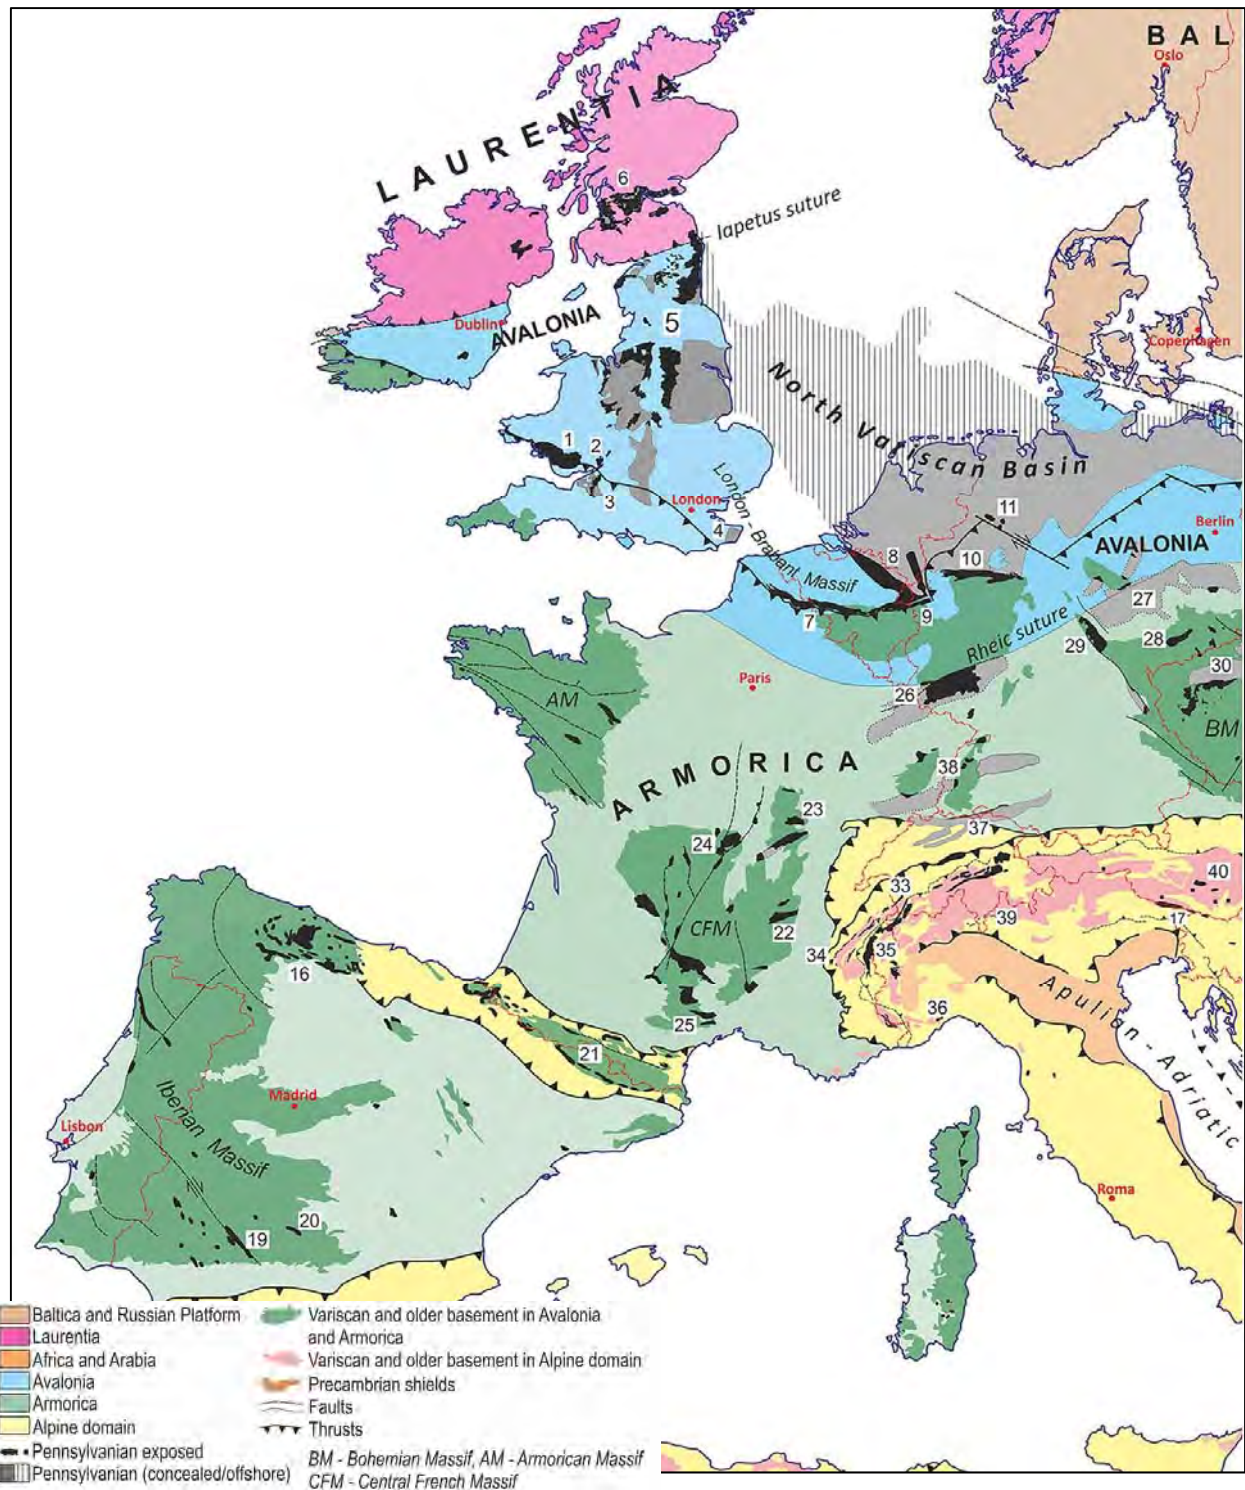 B A L
Oslo
LAURENTIA
6
Iapetus suture
Dublin
AVALONIA
5
Copenhagen
North Variscan Basin
1
2
3
London
4
London - Brabant Massif
11
Berlin
AVALONIA
8
10
7
9
27
Rheic suture
29
28
30
Paris
26
AM
BM
ARMORICA
38
23
24
37
CFM
22
33
40
39
17
34
35
16
36
Apulian - Adriatic
25
21
Madrid
Iberian Massif
Lisbon
Roma
19
20
Baltica and Russian Platform
Laurentia
Africa and Arabia
Avalonia
Armorica
Alpine domain
Pennsylvanian exposed
Pennsylvanian (concealed/offshore)
Variscan and older basement in Avalonia
and Armorica
Variscan and older basement in Alpine domain
Precambrian shields
Faults
Thrusts
BM - Bohemian Massif, AM - Armorican Massif
CFM - Central French Massif